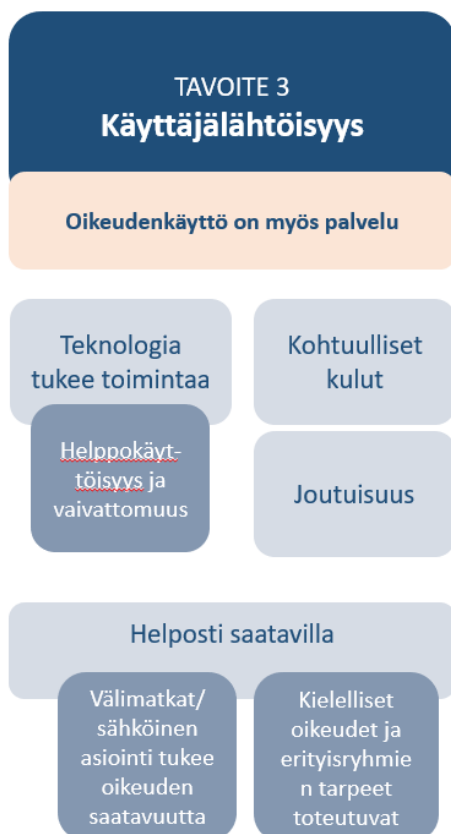 TAVOITE 3
Käyttäjälähtöisyys
Oikeudenkäyttö on myös palvelu
Teknologia
tukee toimintaa
Helppokäyt-
töisyys ja
vaivattomuus
Kohtuulliset
kulut
Joutuisuus
Helposti saatavilla
Välimatkat/
sähköinen
asiointi tukee
oikeuden
saatavuutta
Kielelliset
oikeudet ja
erityisryhmie
n tarpeet
toteutuvat